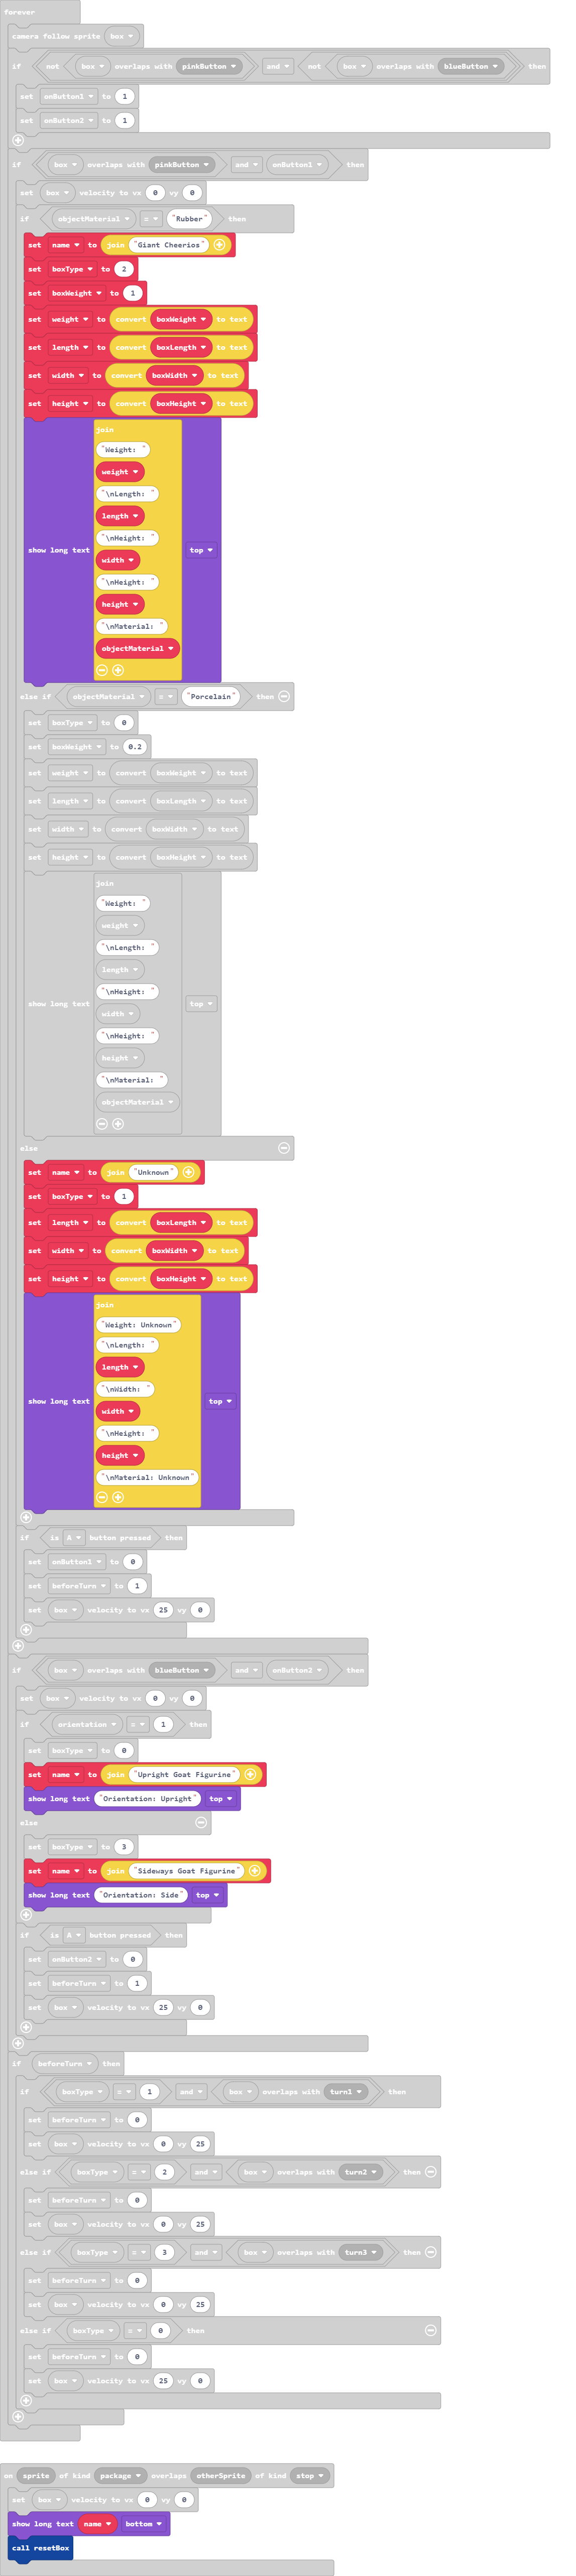 forever
camera follow sprite box
if not box overlaps with pinkButton and not box overlaps with blueButton then
set onButton1 to 1
set onButton2 to 1
if box overlaps with pinkButton and onButton1 then
set box velocity to vx 0 vy 0
if objectMaterial = "Rubber" then
set name to join "Giant Cheerios"
set boxType to 2
set boxWeight to 1
set weight to convert boxWeight to text
set length to convert boxLength to text
set width to convert boxWidth to text
set height to convert boxHeight to text
join
"Weight: "
weight
"\nLength: "
length
"\nHeight: "
show long text top
width
"\nHeight: "
height
"\nMaterial: "
objectMaterial
else if objectMaterial = "Porcelain" then
set boxType to 0
set boxWeight to 0.2
set weight to convert boxWeight to text
set length to convert boxLength to text
set width to convert boxWidth to text
set height to convert boxHeight to text
join
"Weight: "
weight
"\nLength: "
length
"\nHeight: "
show long text top
width
"\nHeight: "
height
"\nMaterial: "
objectMaterial
else
set name to join "Unknown"
set boxType to 1
set length to convert boxLength to text
set width to convert boxWidth to text
set height to convert boxHeight to text
join
"Weight: Unknown"
"\nLength: "
length
"\nWidth: "
show long text top
width
"\nHeight: "
height
"\nMaterial: Unknown"
if is A button pressed then
set onButton1 to 0
set beforeTurn to 1
set box velocity to vx 25 vy 0
if box overlaps with blueButton and onButton2 then
set box velocity to vx 0 vy 0
if orientation = 1 then
set boxType to 0
set name to join "Upright Goat Figurine"
show long text "Orientation: Upright" top
else
set boxType to 3
set name to join "Sideways Goat Figurine"
show long text "Orientation: Side" top
if is A button pressed then
set onButton2 to 0
set beforeTurn to 1
set box velocity to vx 25 vy 0
if beforeTurn then
if boxType = 1 and box overlaps with turn1 then
set beforeTurn to 0
set box velocity to vx 0 vy 25
else if boxType = 2 and box overlaps with turn2 then
set beforeTurn to 0
set box velocity to vx 0 vy 25
else if boxType = 3 and box overlaps with turn3 then
set beforeTurn to 0
set box velocity to vx 0 vy 25
else if boxType = 0 then
set beforeTurn to 0
set box velocity to vx 25 vy 0
on sprite of kind package overlaps otherSprite of kind stop
set box velocity to vx 0 vy 0
show long text name bottom
call resetBox